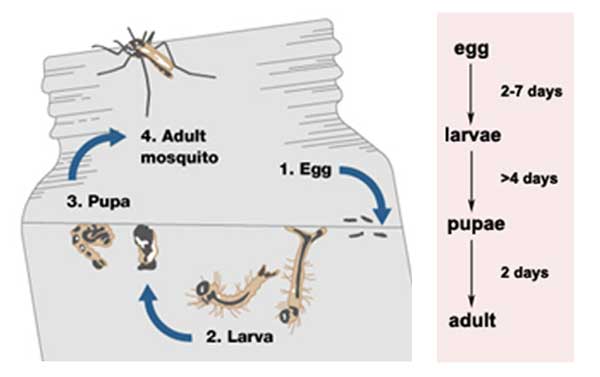 4. Adult
mosquito
1. Egg
3. Pupa
2. Larva
egg
2-7 days
larvae
>4 days
pupae
2 days
adult